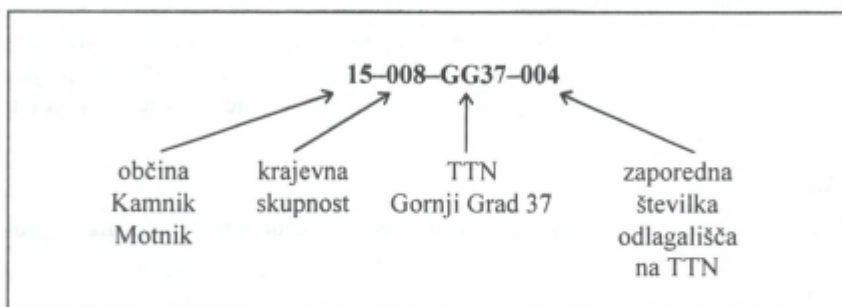 15–008–GG37–004
občina krajevna TTN zaporedna
Kamnik skupnost Gornji Grad 37 številka
Motnik odlagališča
na TTN